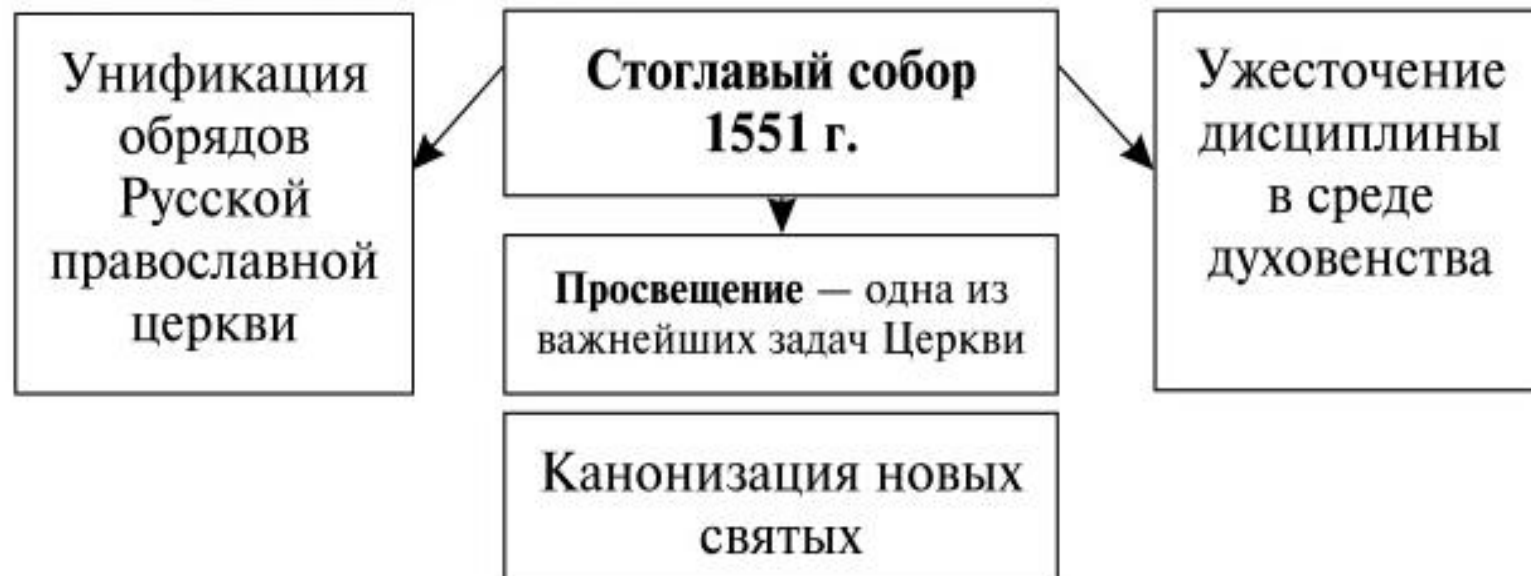 Унификация
обрядов
Русской
православной
церкви
Стоглавый собор
1551 г.
Просвещение — одна из
важнейших задач Церкви
Канонизация новых
святых
Ужесточение
дисциплины
в среде
духовенства